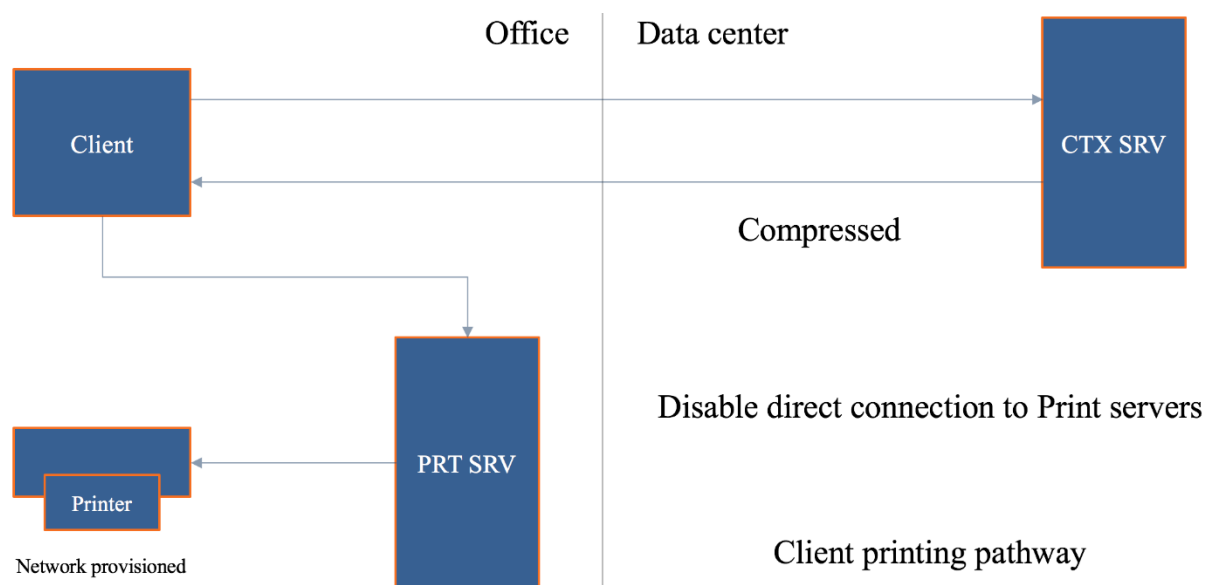 Office
Data center
Client
CTX SRV
Compressed
Disable direct connection to Print servers
PRT SRV
Printer
Client printing pathway
Network provisioned